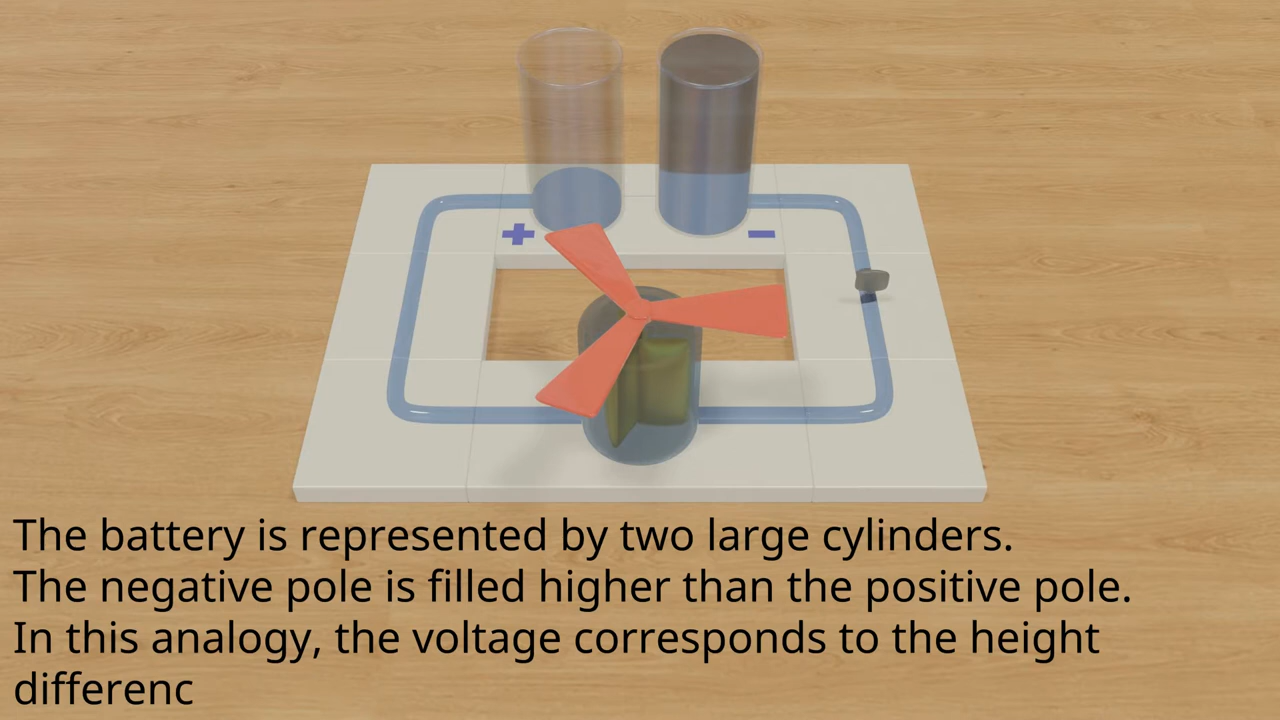 + −
The battery is represented by two large cylinders.
The negative pole is filled higher than the positive pole.
In this analogy, the voltage corresponds to the height
differenc